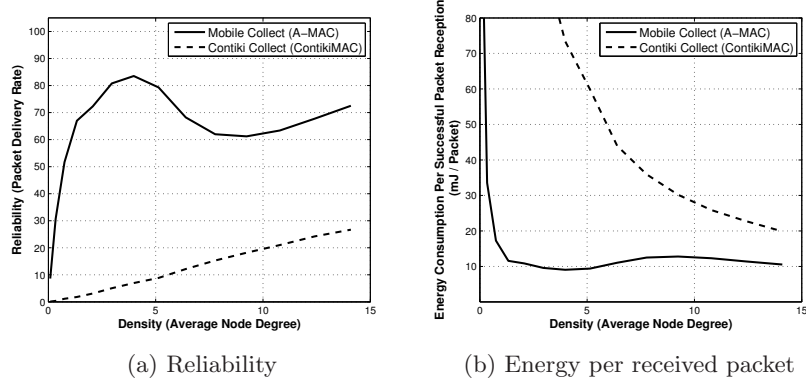 Mobile Collect (A−MAC)
Contiki Collect (ContikiMAC)
Reliability (Packet Delivery Rate)
100
90
80
70
60
50
40
30
20
10
0
0 5 10 15
Density (Average Node Degree)
(a) Reliability
Mobile Collect (A−MAC)
Contiki Collect (ContikiMAC)
Energy Consumption Per Successful Packet Reception
(mJ / Packet)
80
70
60
50
40
30
20
10
0 5 10 15
Density (Average Node Degree)
(b) Energy per received packet